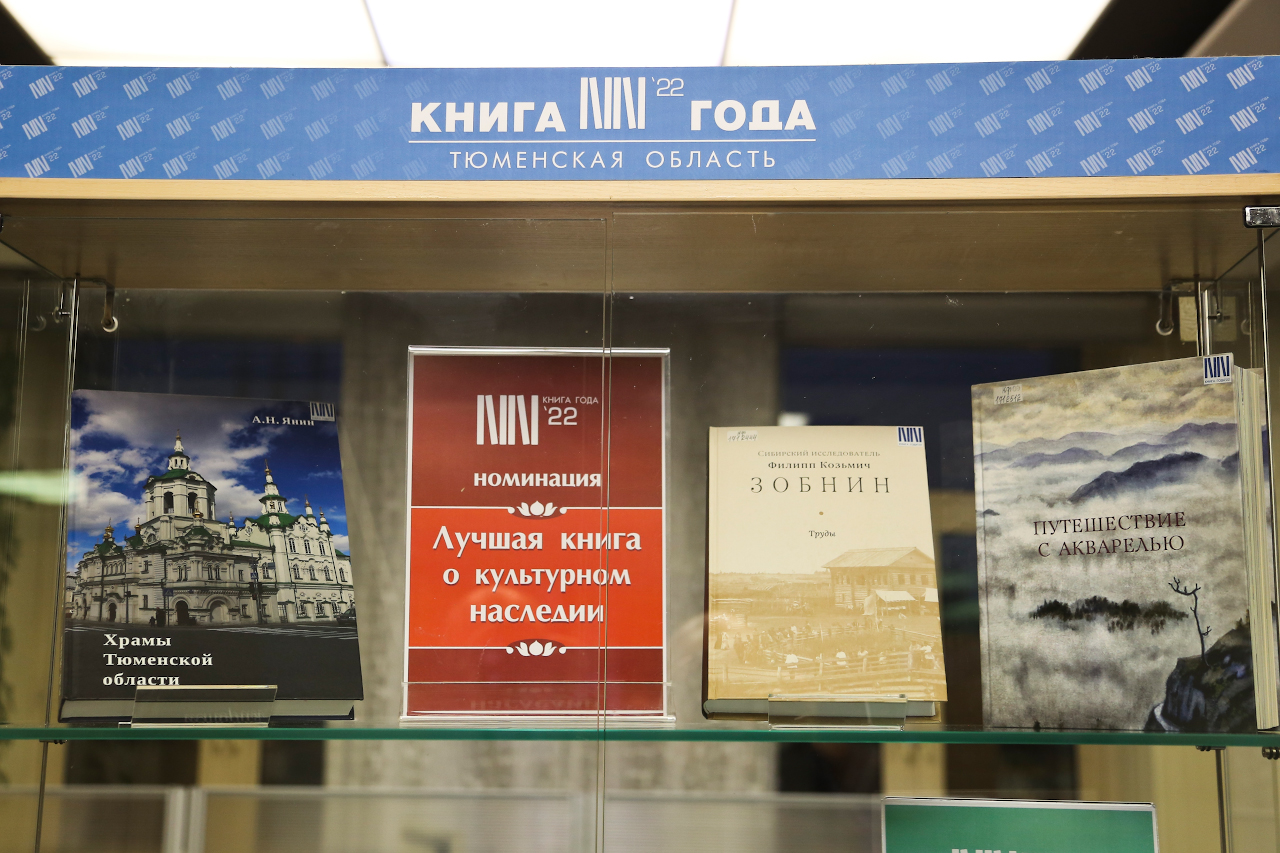 КНИГА '22 ГОДА
ТЮМЕНСКАЯ ОБЛАСТЬ
А.Н. Янин
Храмы
Тюменской
области
КНИГА ГОДА
'22
номинация
Лучшая книга
о культурном
наследии
Сибирский исследователь
Филипп Козьмич
ЗОБНИН
Труды
ПУТЕШЕСТВИЕ
С АКВАРЕЛЬЮ